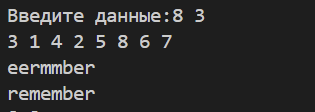 Введите данные:8 3
3 1 4 2 5 8 6 7
eermmber
remember